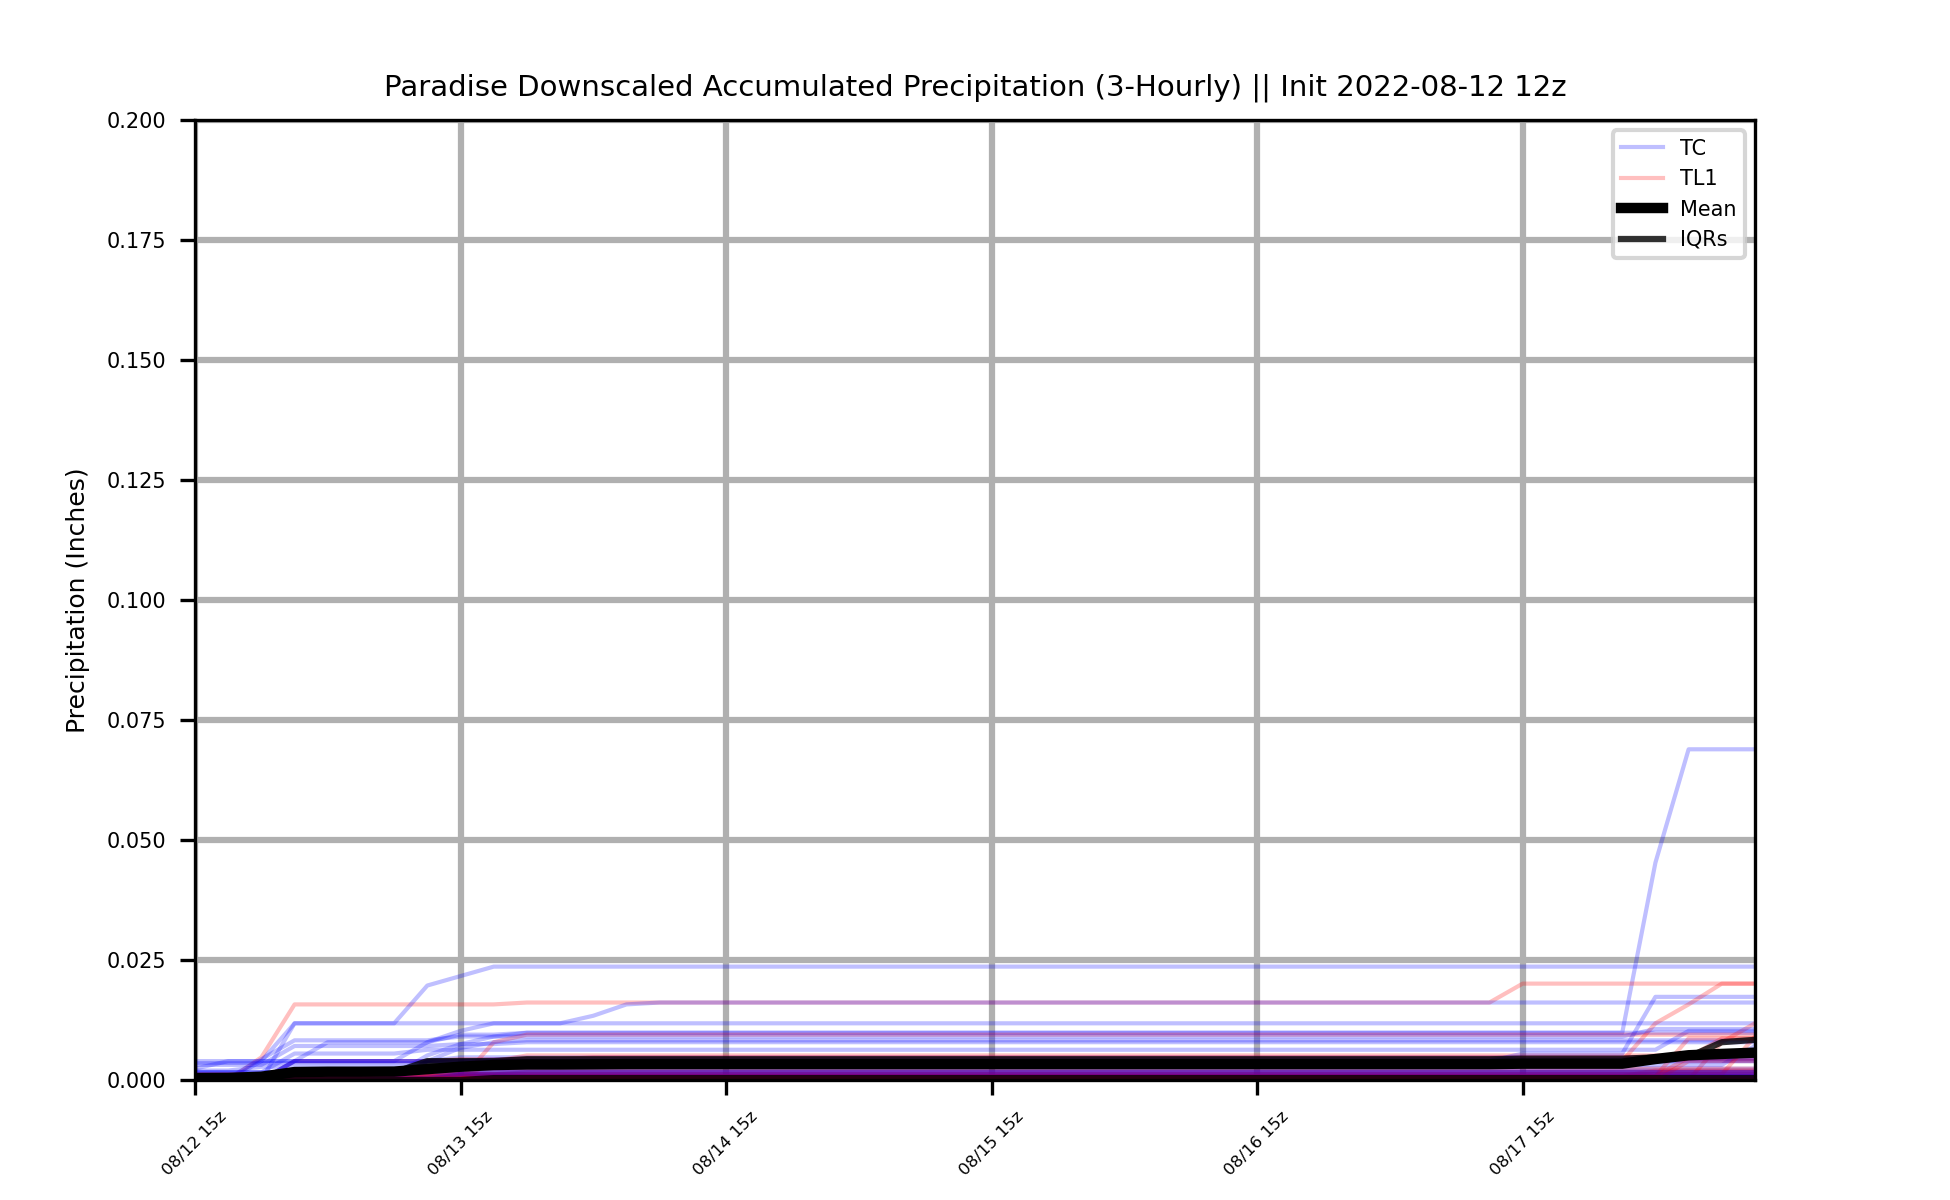 Paradise Downscaled Accumulated Precipitation (3-Hourly) || Init 2022-08-12 12z
0.200
0.175
0.150
0.125
0.100
0.075
0.050
0.025
0.000
Precipitation (Inches)
TC
TL1
Mean
IQRs
08/12 15z
08/13 15z
08/14 15z
08/15 15z
08/16 15z
08/17 15z